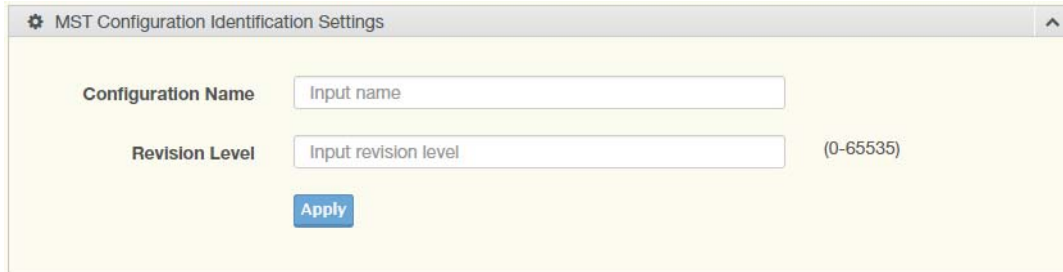 MST Configuration Identification Settings
Configuration Name Input name
Revision Level Input revision level (0-65535)
Apply